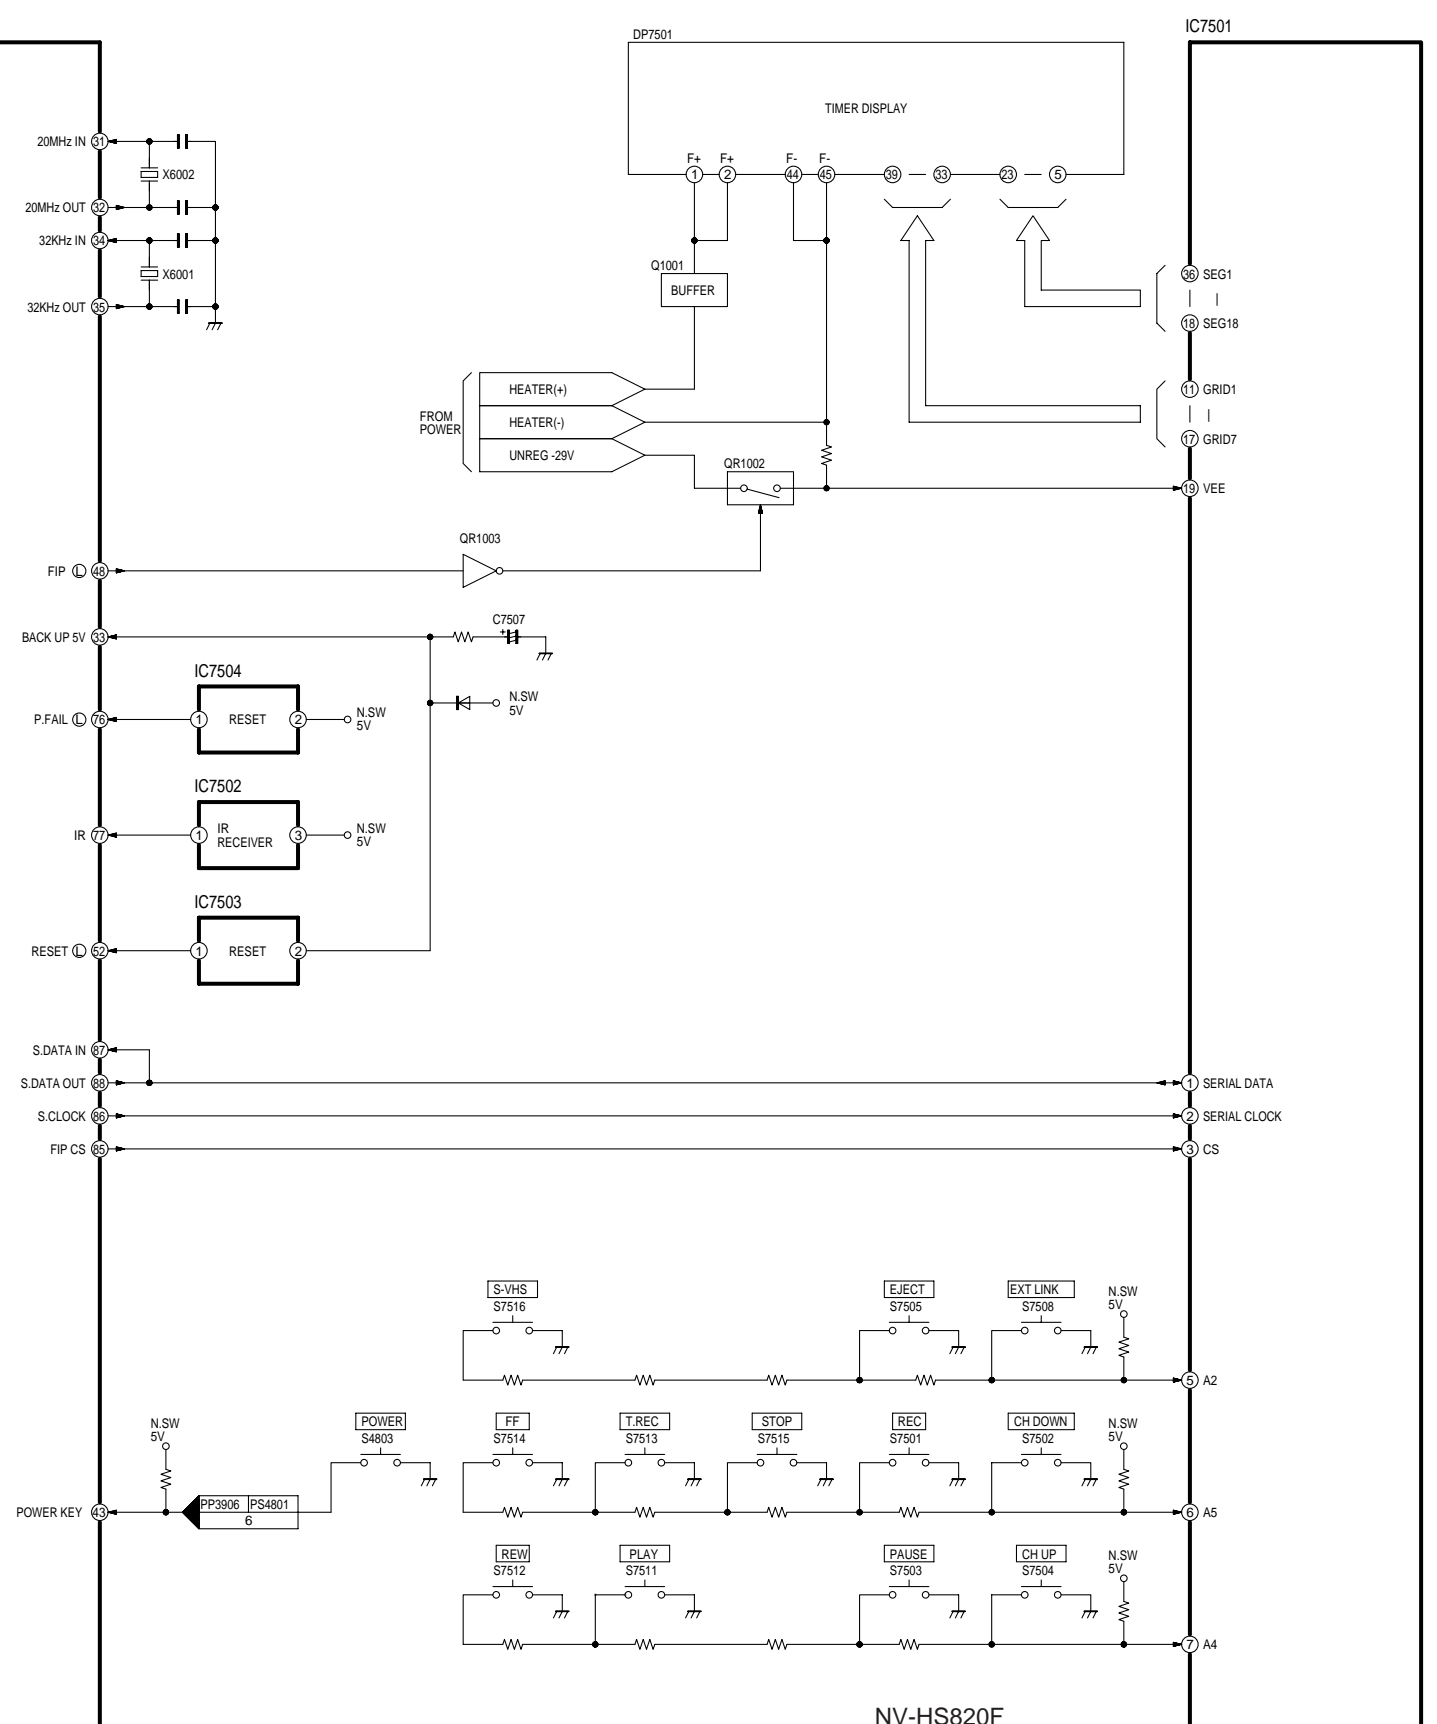 IC7501
DP7501
TIMER DISPLAY
F+ F+ F- F-
1 2 44 45 39 — 33 23 — 5
20MHz IN 31
X6002
20MHz OUT 32
32KHz IN 34
X6001
32KHz OUT 35
Q1001
BUFFER
36 SEG1
18 SEG18
11 GRID1
17 GRID7
FROM
POWER
HEATER(+)
HEATER(-)
UNREG -29V
QR1002
19 VEE
QR1003
FIP L 48
C7507
+
BACK UP 5V 33
IC7504
P.FAIL L 76
1 RESET 2
N.SW
5V
N.SW
5V
IC7502
IR 77
1 IR
RECEIVER 3
N.SW
5V
IC7503
RESET L 52
1 RESET 2
S.DATA IN 87
S.DATA OUT 88
1 SERIAL DATA
S.CLOCK 86
2 SERIAL CLOCK
FIP CS 85
3 CS
S-VHS
S7516
EJECT
S7505
EXT LINK
S7508
N.SW
5V
5 A2
N.SW
5V
POWER
S4803
FF
S7514
T.REC
S7513
STOP
S7515
REC
S7501
CH DOWN
S7502
N.SW
5V
POWER KEY 43
PP3906 PS4801
6
6 A5
REW
S7512
PLAY
S7511
PAUSE
S7503
CH UP
S7504
N.SW
5V
7 A4